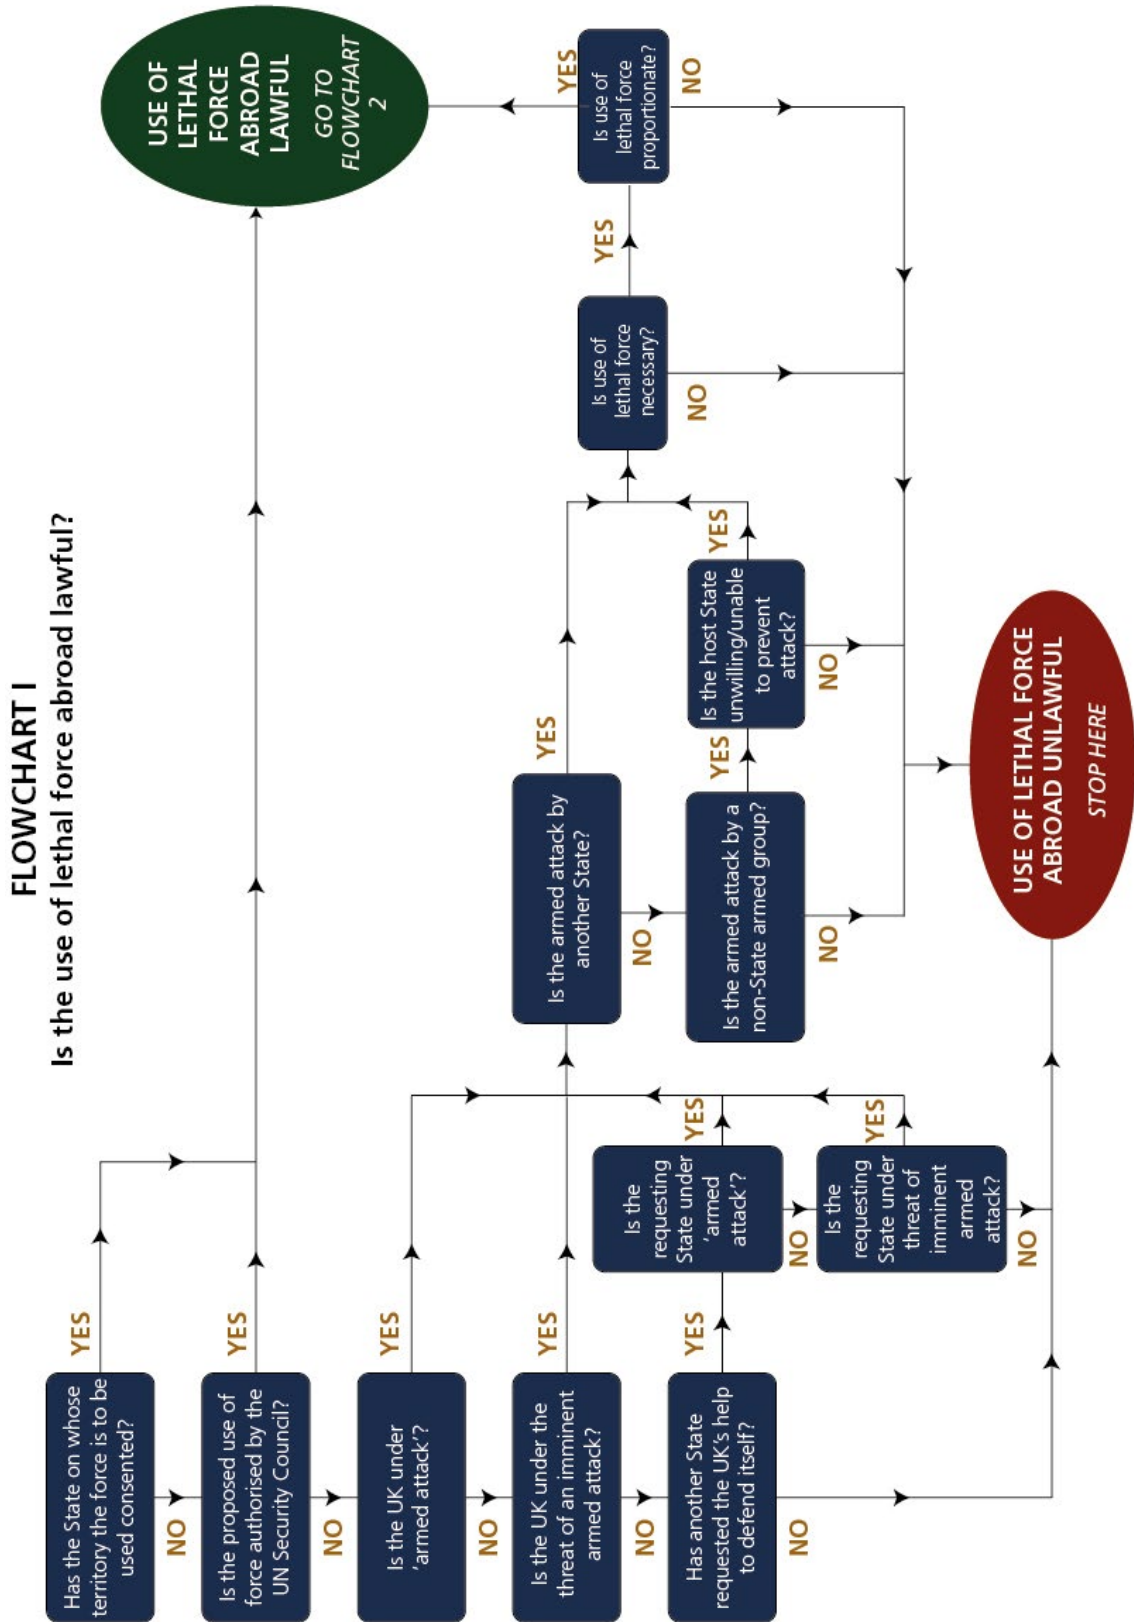 FLOWCHART I
Is the use of lethal force abroad lawful?
Has the State on whose
territory the force is to be
used consented?
YES
NO
Is the proposed use of
force authorised by the
UN Security Council?
YES
NO
Is the UK under
'armed attack'?
YES
NO
Is the UK under the
threat of an imminent
armed attack?
YES
NO
Has another State
requested the UK's help
to defend itself?
YES
NO
Is the
requesting
State under
'armed
attack'?
YES
NO
Is the
requesting
State under
threat of
imminent
armed
attack?
YES
NO
Is the armed attack by
another State?
YES
NO
Is the armed attack by a
non-State armed group?
YES
NO
Is the host State
unwilling/unable
to prevent
attack?
YES
NO
Is use of
lethal force
necessary?
YES
NO
Is use of
lethal force
proportionate?
YES
NO
USE OF
LETHAL
FORCE
ABROAD
LAWFUL
GO TO
FLOWCHART
2
USE OF LETHAL FORCE
ABROAD UNLAWFUL
STOP HERE